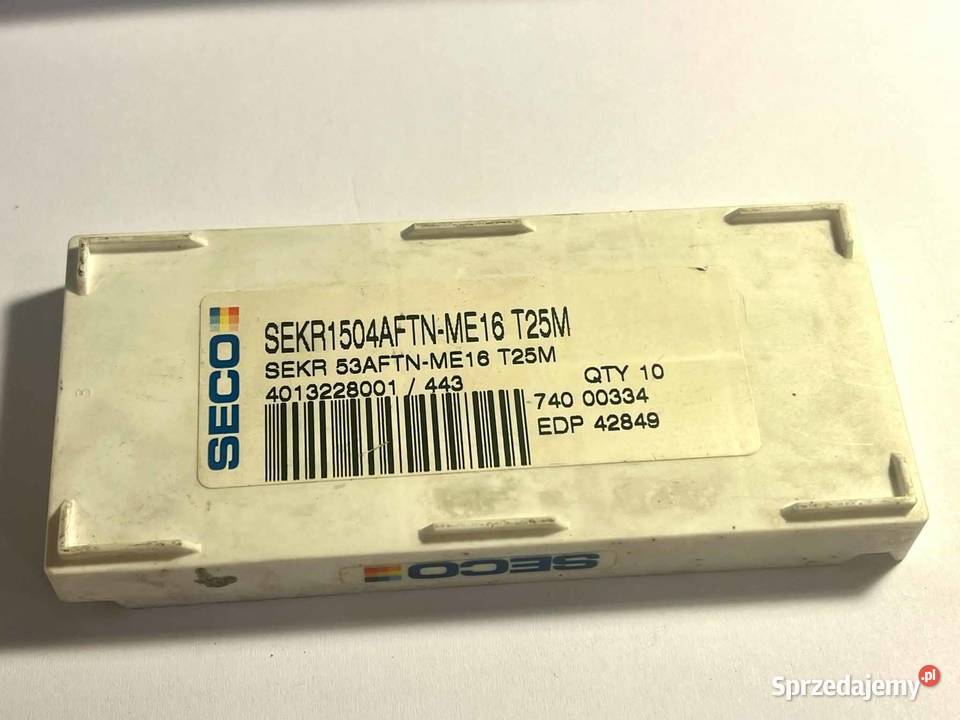 SECO
SEKR1504AFTN-ME16 T25M
SEKR 53AFTN-ME16 T25M
4013228001 / 443
QTY 10
740 00334
EDP 42849
SECO
Sprzedajemy.pl